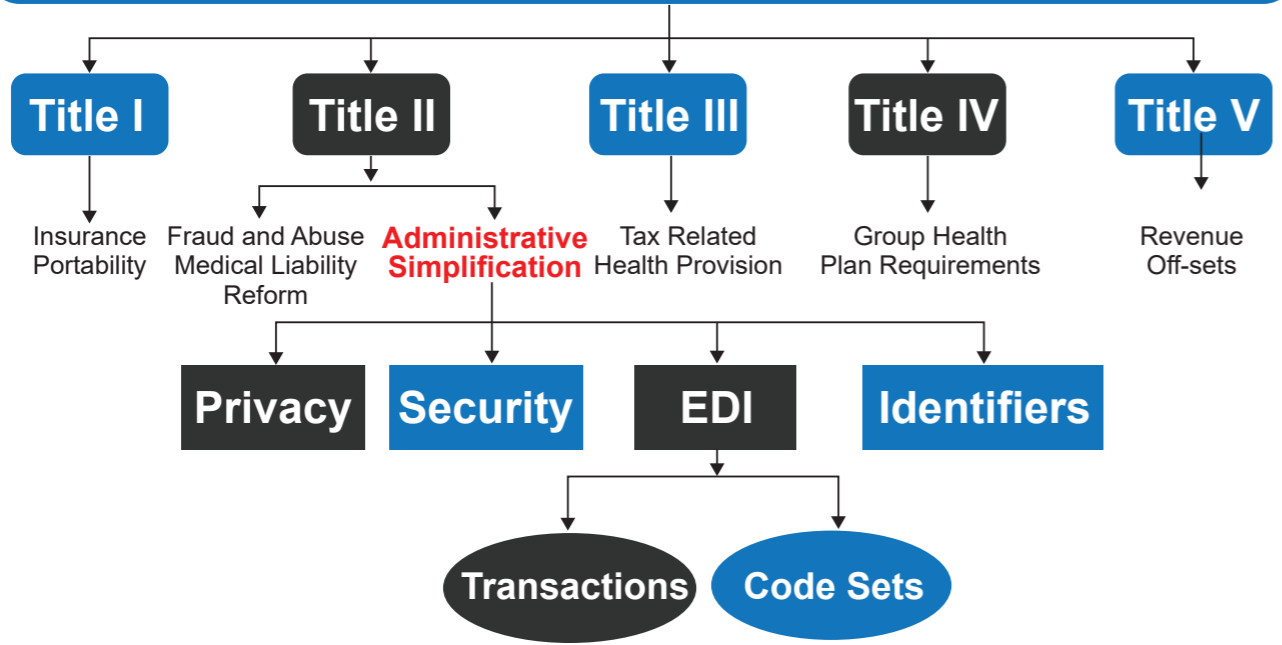 Title I
Title II
Title III
Title IV
Title V
Insurance
Portability
Fraud and Abuse
Medical Liability
Reform
Administrative
Simplification
Tax Related
Health Provision
Group Health
Plan Requirements
Revenue
Off-sets
Privacy
Security
EDI
Identifiers
Transactions
Code Sets